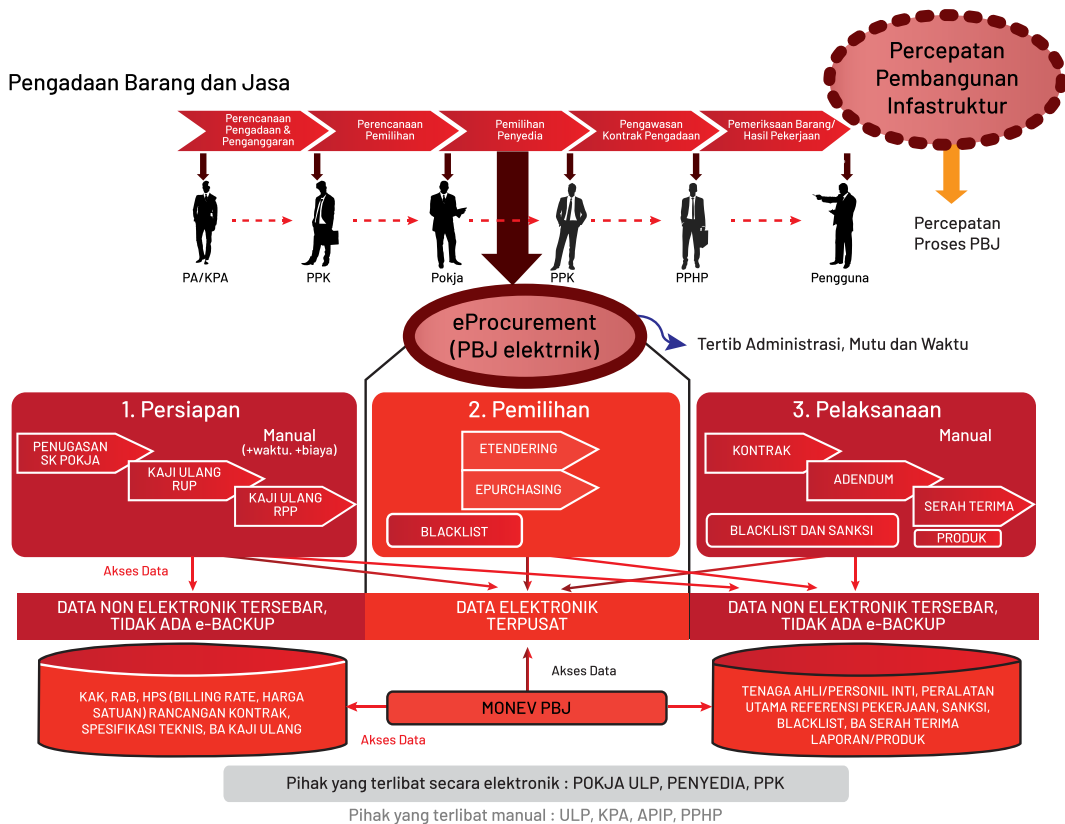 Percepatan
Pembangunan
Infastruktur
Pengadaan Barang dan Jasa
Perencanaan
Pengadaan &
Penganggaran
Perencanaan
Pemilihan
Pemilihan
Penyedia
Pengawasan
Kontrak Pengadaan
Pemeriksaan Barang/
Hasil Pekerjaan
Percepatan
Proses PBJ
PA/KPA
PPK
Pokja
PPK
PPHP
Pengguna
eProcurement
(PBJ elektrnik)
Tertib Administrasi, Mutu dan Waktu
1. Persiapan
Manual
(+waktu. +biaya)
PENUGASAN
SK POKJA
KAJI ULANG
RUP
KAJI ULANG
RPP
2. Pemilihan
ETENDERING
EPURCHASING
BLACKLIST
3. Pelaksanaan
Manual
KONTRAK
ADENDUM
SERAH TERIMA
BLACKLIST DAN SANKSI
PRODUK
Akses Data
DATA NON ELEKTRONIK TERSEBAR,
TIDAK ADA e-BACKUP
DATA ELEKTRONIK
TERPUSAT
DATA NON ELEKTRONIK TERSEBAR,
TIDAK ADA e-BACKUP
KAK, RAB, HPS (BILLING RATE, HARGA
SATUAN) RANCANGAN KONTRAK,
SPESIFIKASI TEKNIS, BA KAJI ULANG
Akses Data
MONEV PBJ
Akses Data
TENAGA AHLI/PERSONIL INTI, PERALATAN
UTAMA REFERENSI PEKERJAAN, SANKSI,
BLACKLIST, BA SERAH TERIMA
LAPORAN/PRODUK
Pihak yang terlibat secara elektronik : POKJA ULP, PENYEDIA, PPK
Pihak yang terlibat manual : ULP, KPA, APIP, PPHP